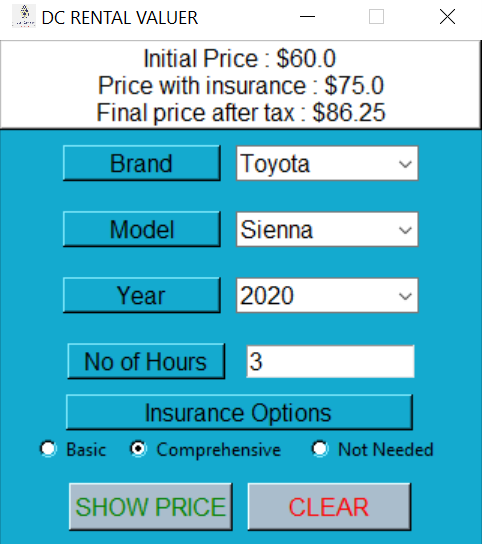 DC RENTAL VALUER
Initial Price : $60.0
Price with insurance : $75.0
Final price after tax : $86.25
Brand Toyota
Model Sienna
Year 2020
No of Hours 3
Insurance Options
Basic Comprehensive Not Needed
SHOW PRICE CLEAR